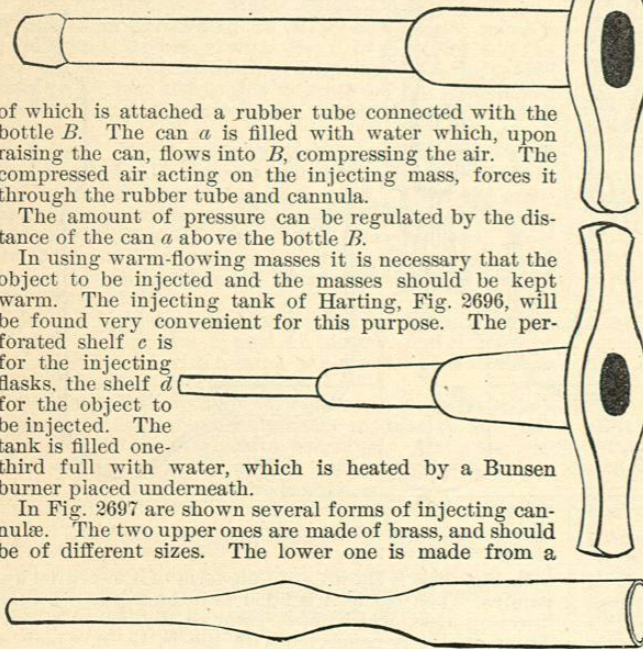 of which is attached a rubber tube connected with the
bottle B. The can a is filled with water which, upon
raising the can, flows into B, compressing the air. The
compressed air acting on the injecting mass, forces it
through the rubber tube and cannula.
The amount of pressure can be regulated by the dis-
tance of the can a above the bottle B.
In using warm-flowing masses it is necessary that the
object to be injected and the masses should be kept
warm. The injecting tank of Harting, Fig. 2696, will
be found very convenient for this purpose. The per-
forated shelf c is
for the injecting
flasks, the shelf d
for the object to
be injected. The
tank is filled one-
third full with water, which is heated by a Bunsen
burner placed underneath.
In Fig. 2697 are shown several forms of injecting can-
nulæ. The two upper ones are made of brass, and should
be of different sizes. The lower one is made from a